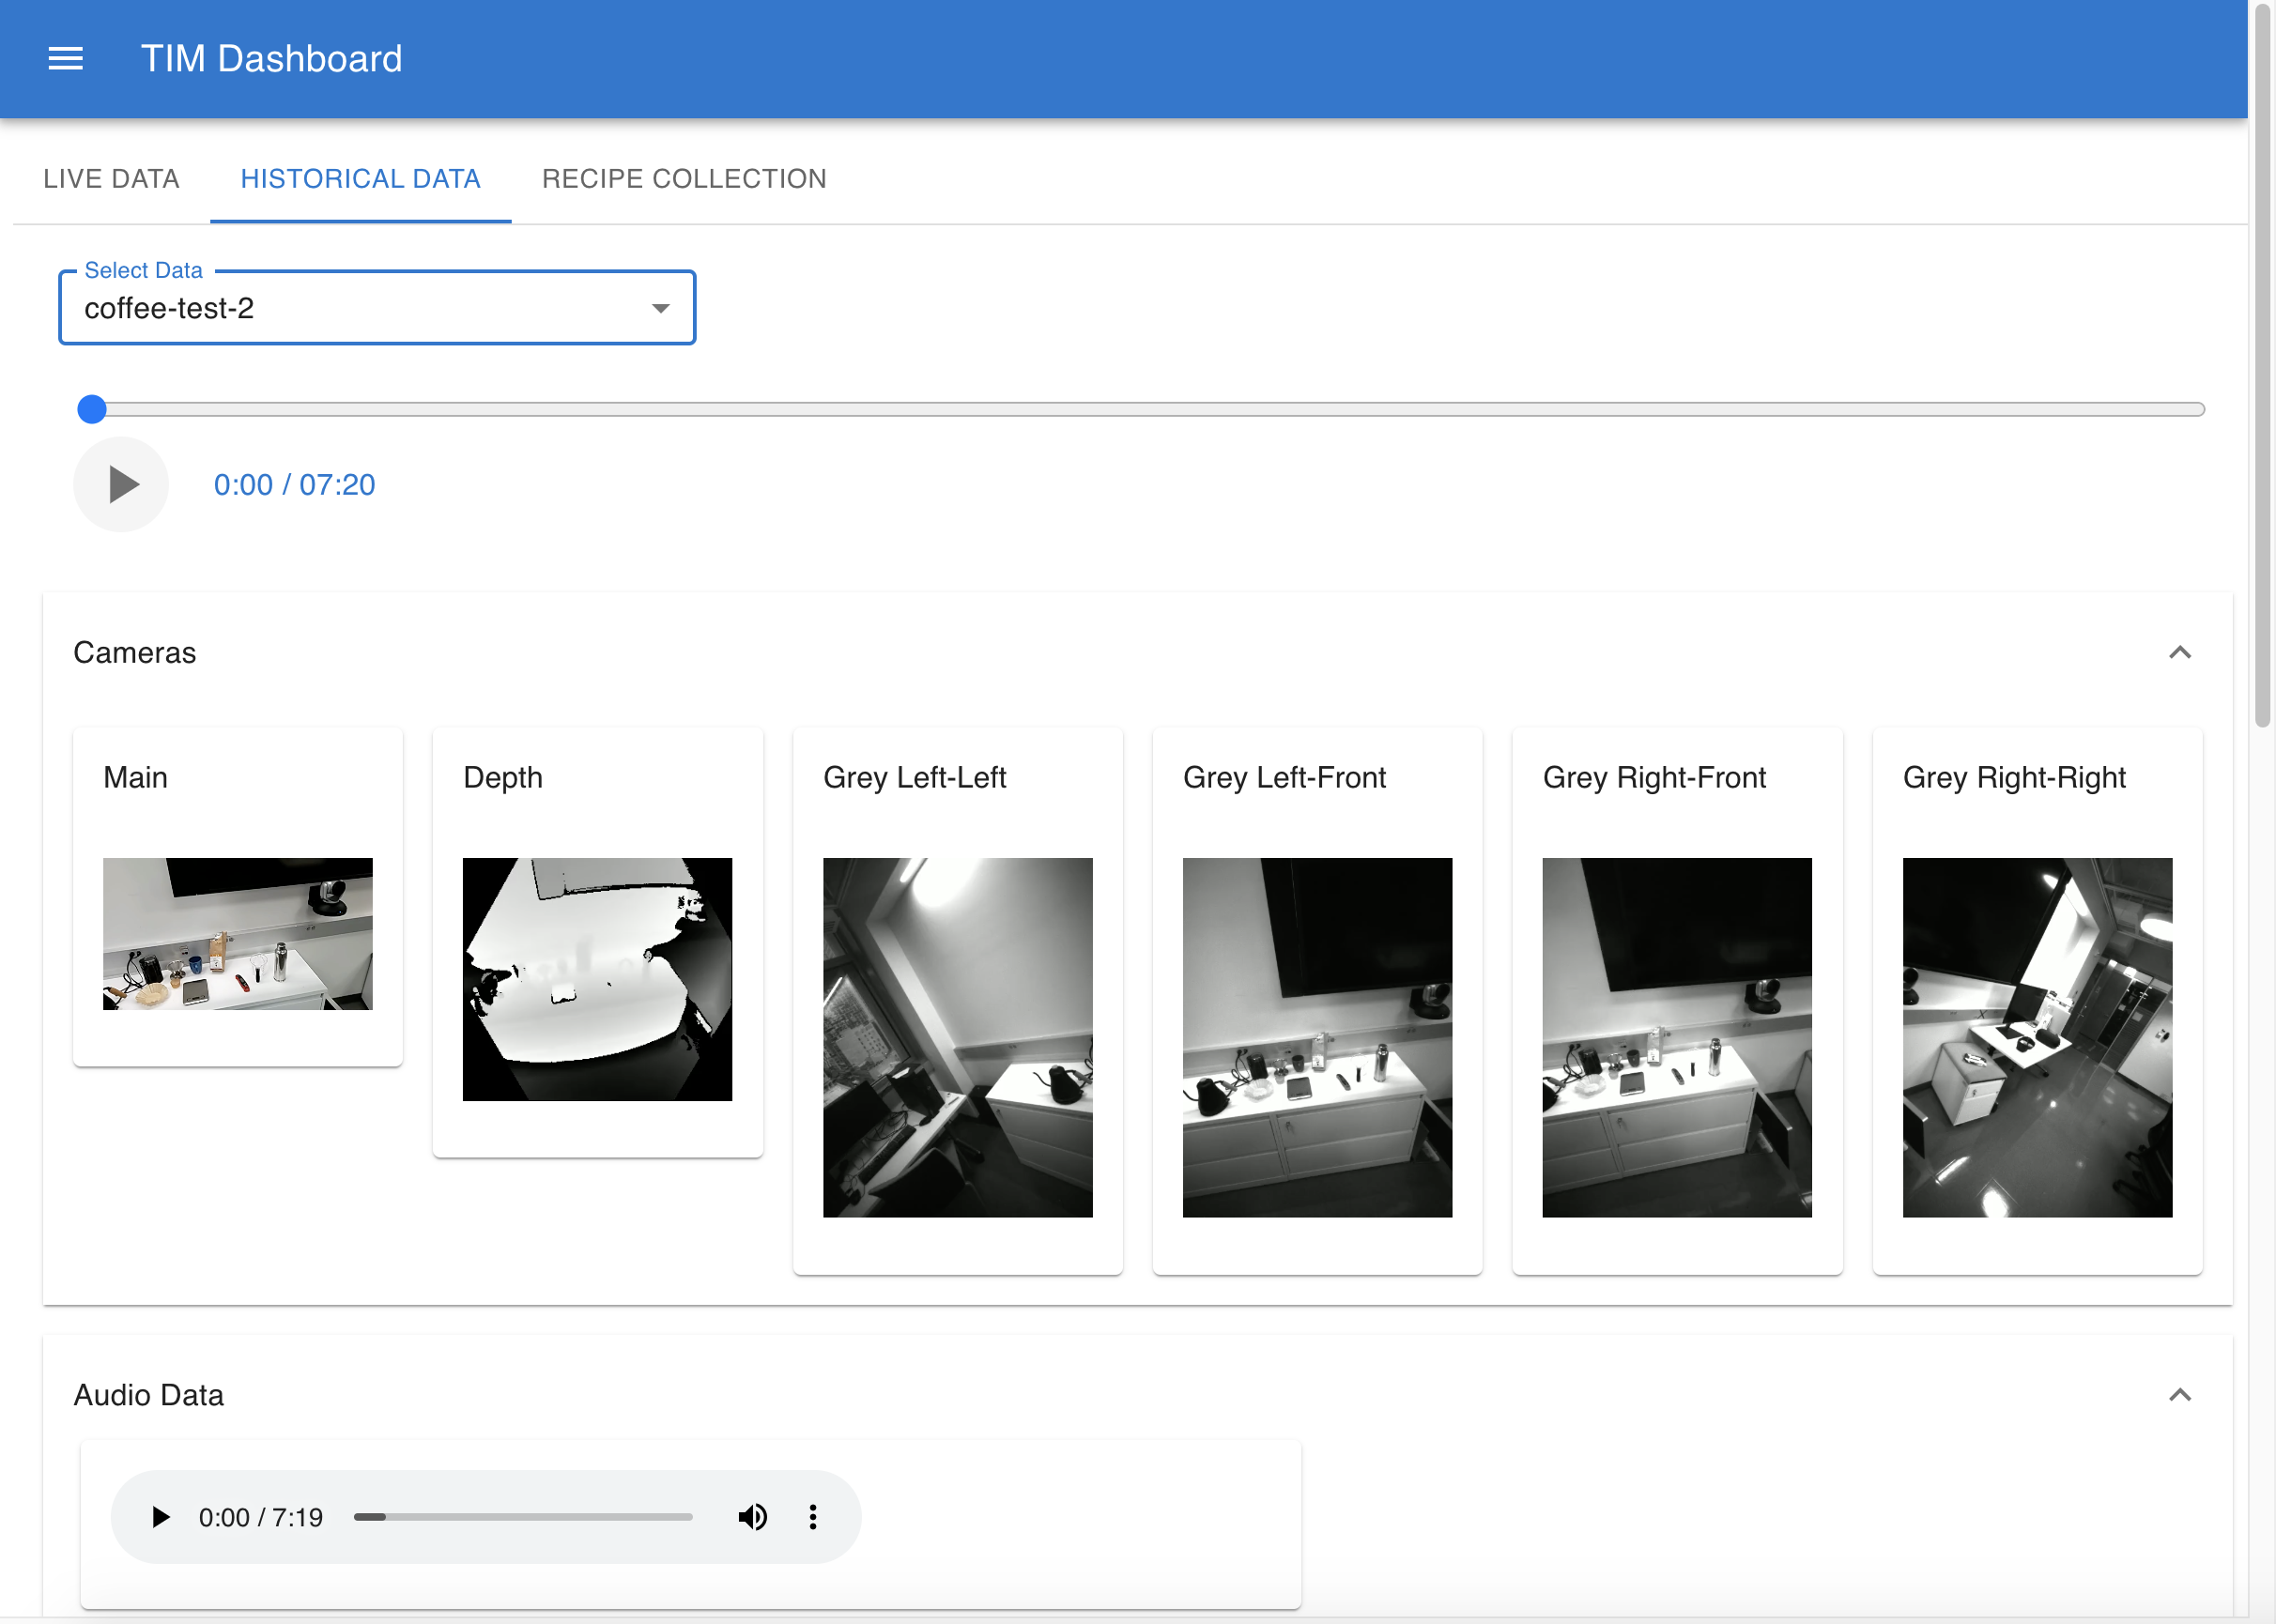 TIM Dashboard
LIVE DATA HISTORICAL DATA RECIPE COLLECTION
Select Data
coffee-test-2
0:00 / 07:20
Cameras
Main Depth Grey Left-Left Grey Left-Front Grey Right-Front Grey Right-Right
Audio Data
0:00 / 7:19